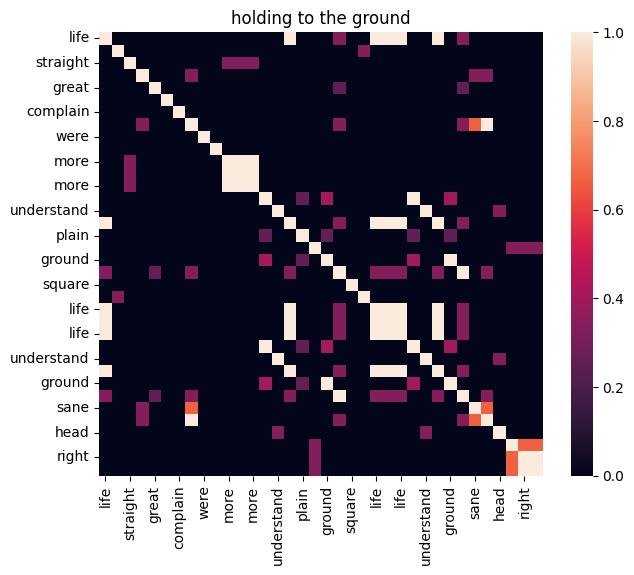 holding to the ground
life
straight
great
complain
were
more
more
understand
plain
ground
square
life
life
understand
ground
sane
head
right
1.0
0.8
0.6
0.4
0.2
0.0
life
straight
great
complain
were
more
more
understand
plain
ground
square
life
life
understand
ground
sane
head
right